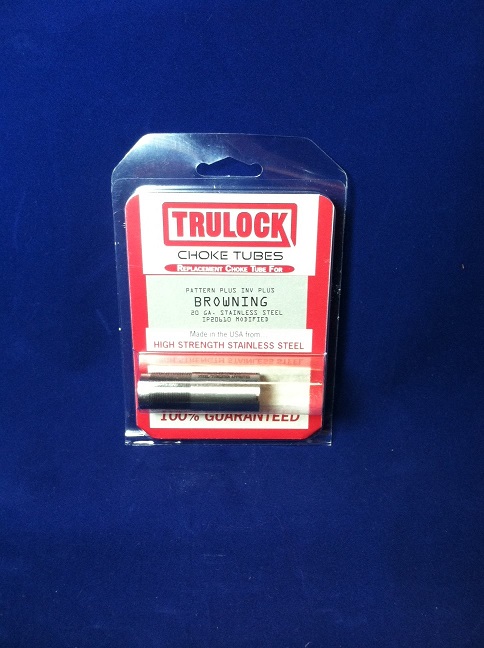 TRULOCK
CHOKE TUBES
REPLACEMENT CHOKE TUBE FOR
PATTERN PLUS INV PLUS
BROWNING
20 GA. STAINLESS STEEL
IP20610 MODIFIED
Made in the USA from
HIGH STRENGTH STAINLESS STEEL
100% GUARANTEED